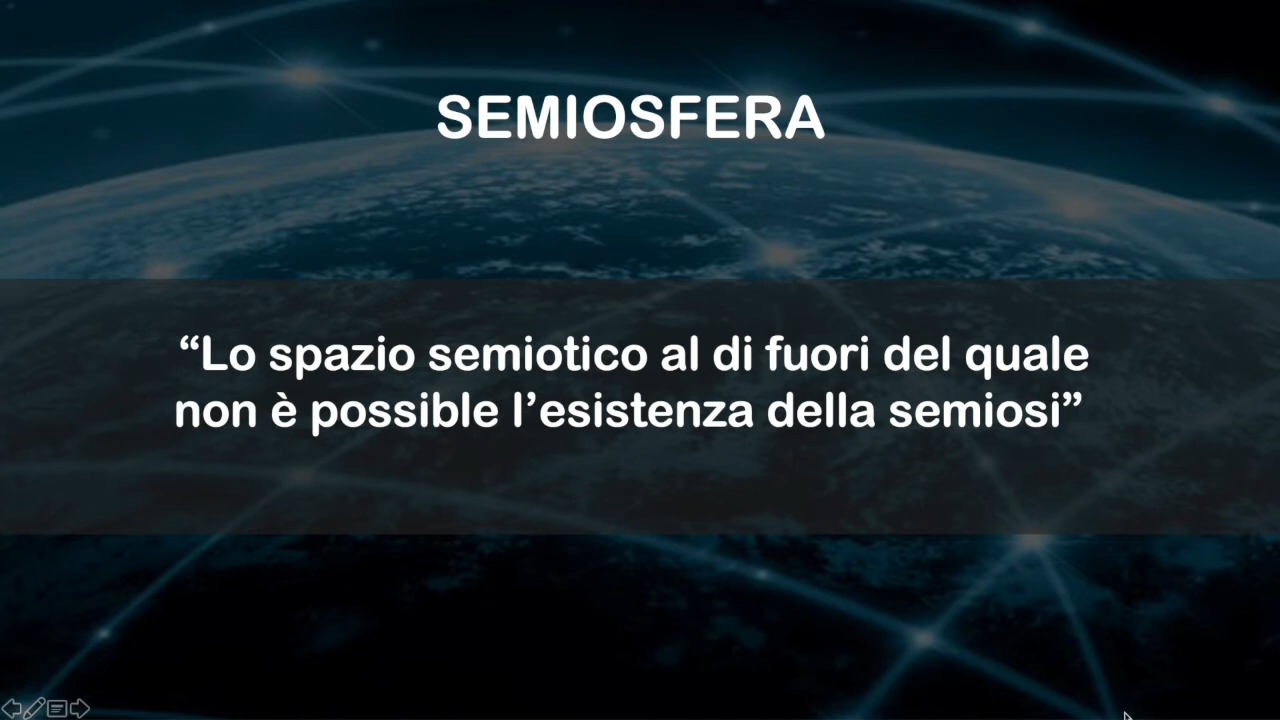 SEMIOSFERA
“Lo spazio semiotico al di fuori del quale
non è possible l’esistenza della semiosi”